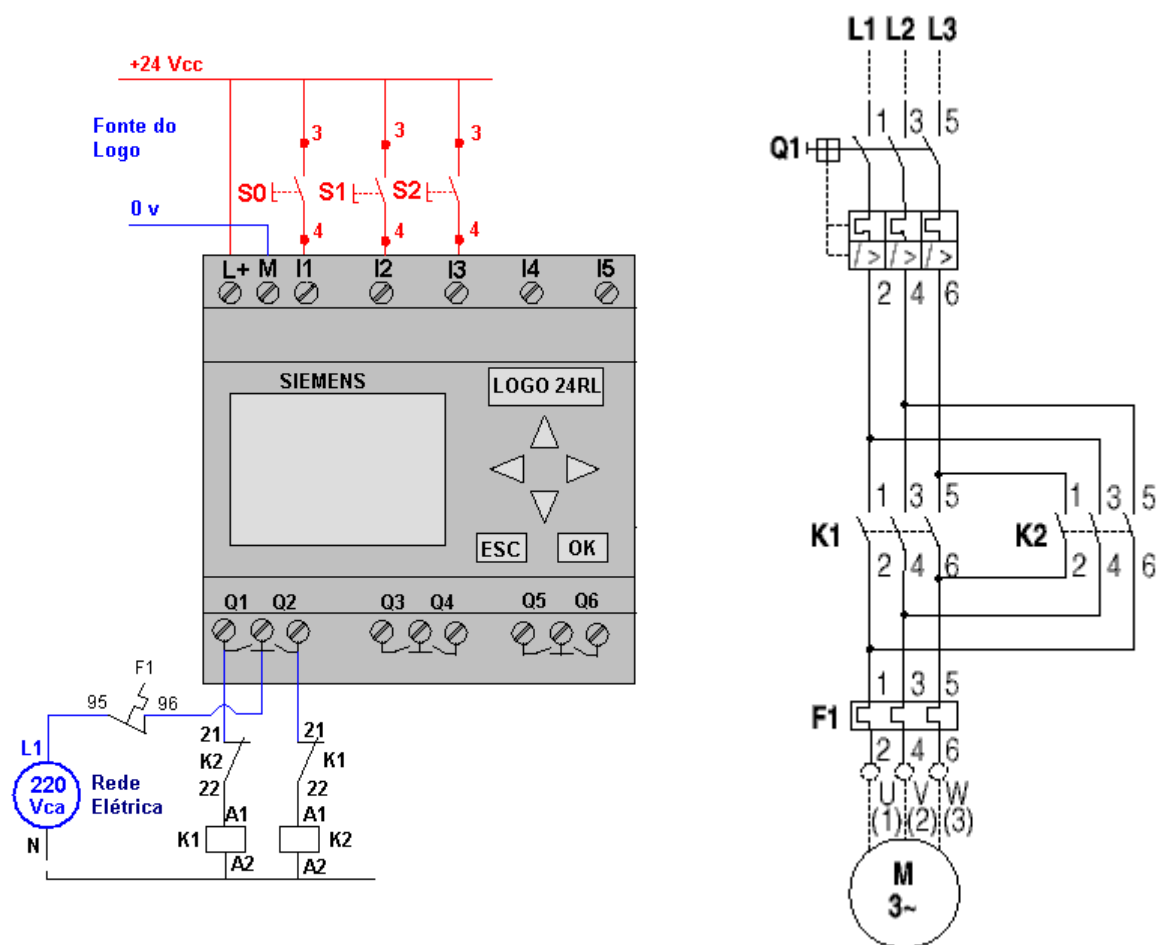 +24 Vcc
Fonte do
Logo
0 v
3 3 3
S0 S1 S2
4 4 4
L+ M I1 I2 I3 I4 I5
SIEMENS
LOGO 24RL
ESC OK
Q1 Q2 Q3 Q4 Q5 Q6
F1
95 96
L1
220
Vca
Rede
Elétrica
N
21 21
K2 K1
22 22
A1 A1
K1 K2
A2 A2
L1 L2 L3
1 3 5
Q1
/> /> />
2 4 6
1 3 5 1 3 5
K1 K2
2 4 6 2 4 6
1 3 5
F1
2 4 6
U V W
(1) (2) (3)
M
3~